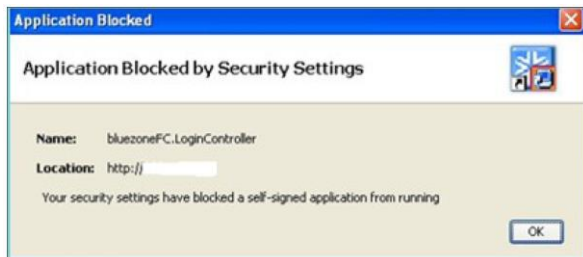 Application Blocked
Application Blocked by Security Settings
Name: bluezoneFC.LoginController
Location: http://
Your security settings have blocked a self-signed application from running
OK